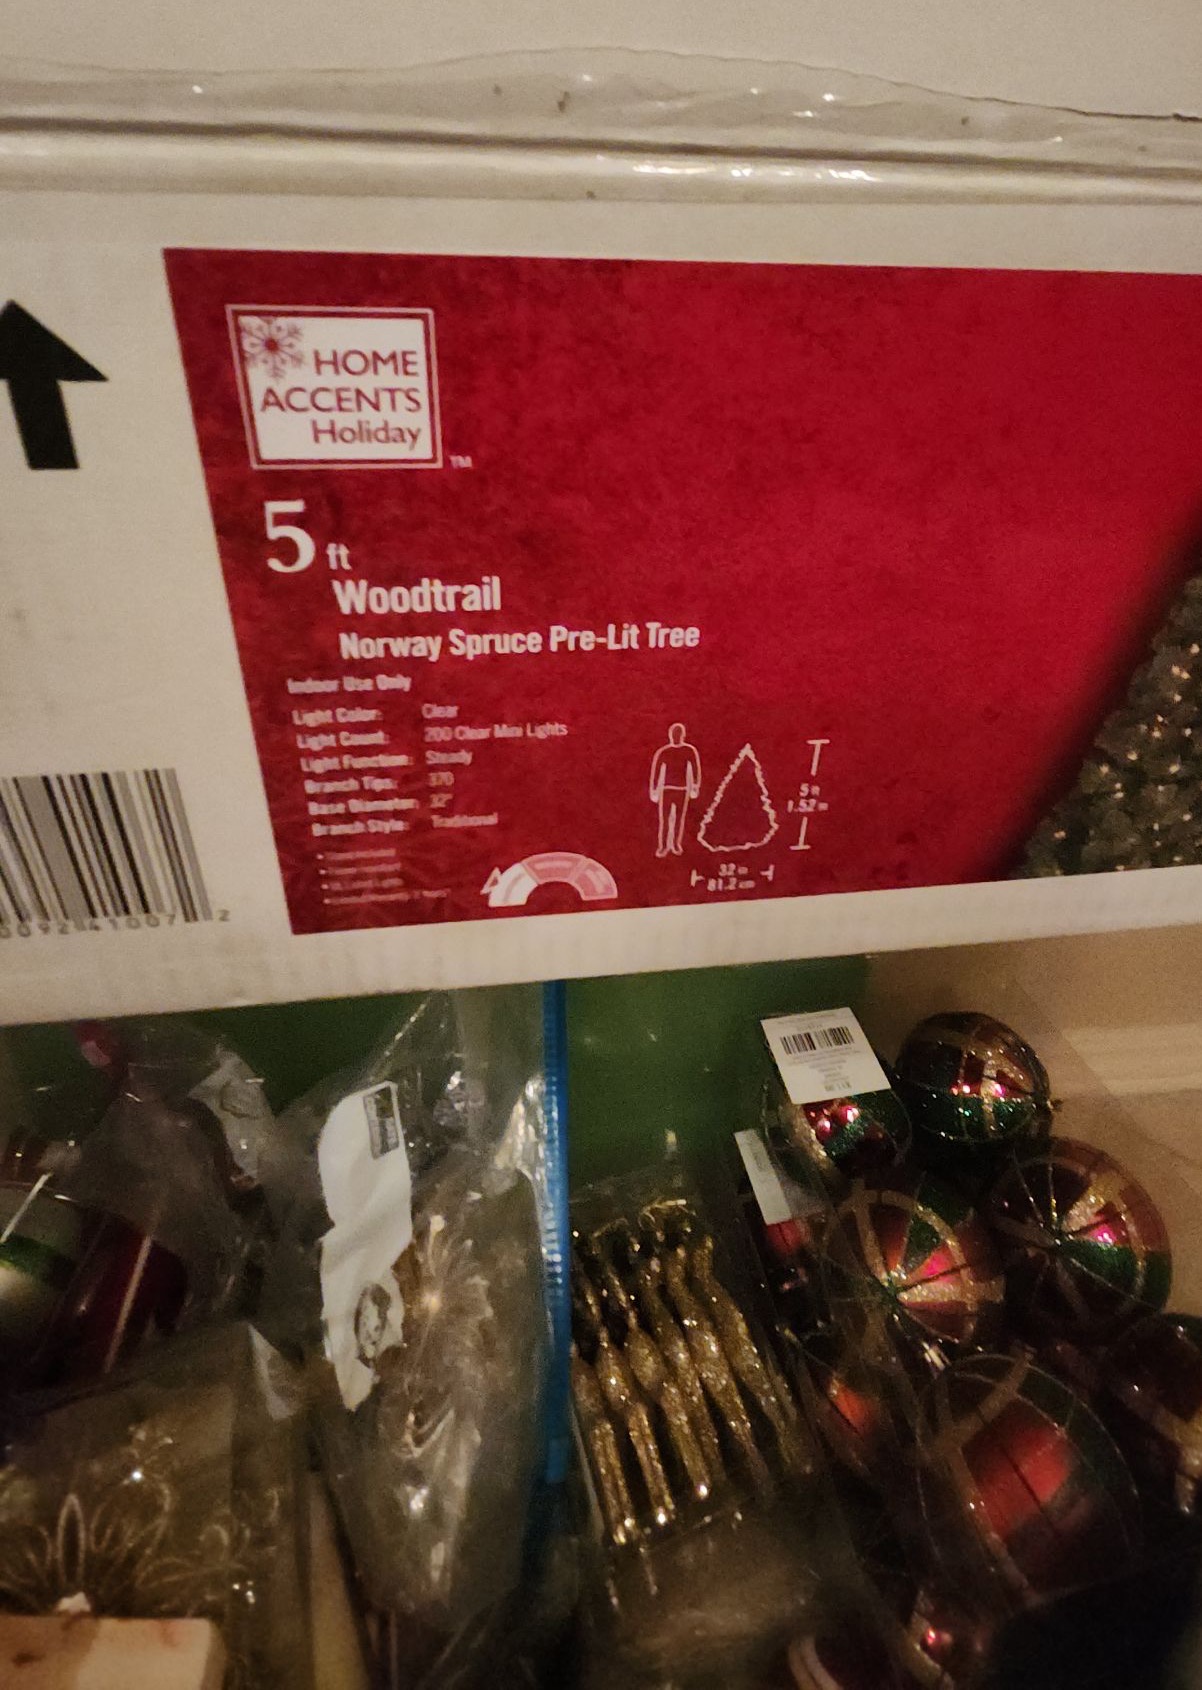 HOME
ACCENTS
Holiday
TM
5 ft
Woodtrail
Norway Spruce Pre-Lit Tree
Indoor Use Only
Light Color: Clear
Light Count: 200 Clear Mini Lights
Light Function: Steady
Branch Tips: 370
Base Diameter: 32"
Branch Style: Traditional
5 ft
1.52 m
32 in
81.2 cm